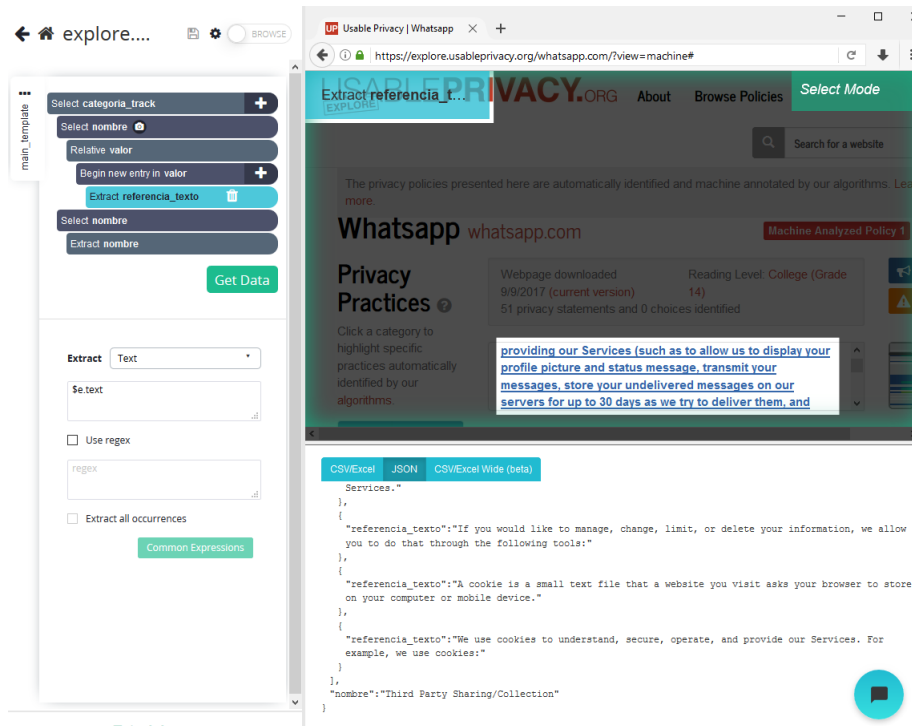 explore....
BROWSE
main_template
Select categoria_track
Select nombre
Relative valor
Begin new entry in valor
Extract referencia_texto
Select nombre
Extract nombre
Get Data
Extract
Text
$e.text
Use regex
regex
Extract all occurrences
Common Expressions
UP Usable Privacy | Whatsapp
https://explore.usableprivacy.org/whatsapp.com/?view=machine#
Extract referencia_t...
USABLEPRIVACY.ORG
EXPLORE
About
Browse Policies
Select Mode
Search for a website
The privacy policies presented here are automatically identified and machine annotated by our algorithms.
more.
Whatsapp whatsapp.com
Machine Analyzed Policy 1
Privacy
Practices
Click a category to
highlight specific
practices automatically
identified by our
algorithms.
Webpage downloaded
9/9/2017 (current version)
Reading Level: College (Grade
14)
51 privacy statements and 0 choices identified
providing our Services (such as to allow us to display your
profile picture and status message, transmit your
messages, store your undelivered messages on our
servers for up to 30 days as we try to deliver them, and
CSV/Excel
JSON
CSV/Excel Wide (beta)
Services."
},
{
"referencia_texto":"If you would like to manage, change, limit, or delete your information, we allow
you to do that through the following tools:"
},
{
"referencia_texto":"A cookie is a small text file that a website you visit asks your browser to store
on your computer or mobile device."
},
{
"referencia_texto":"We use cookies to understand, secure, operate, and provide our Services. For
example, we use cookies:"
}
],
"nombre":"Third Party Sharing/Collection"
}